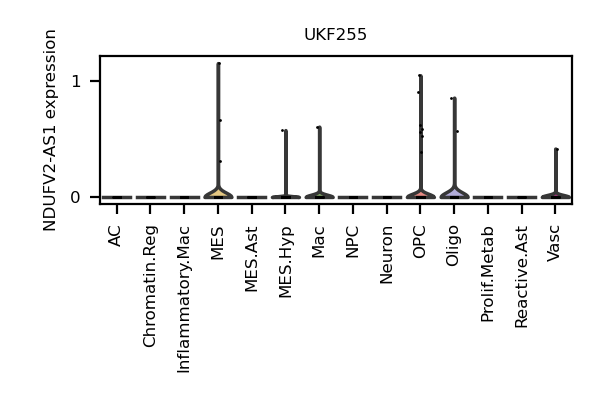 UKF255
NDUFV2-AS1 expression
1
0
AC
Chromatin.Reg
Inflammatory.Mac
MES
MES.Ast
MES.Hyp
Mac
NPC
Neuron
OPC
Oligo
Prolif.Metab
Reactive.Ast
Vasc